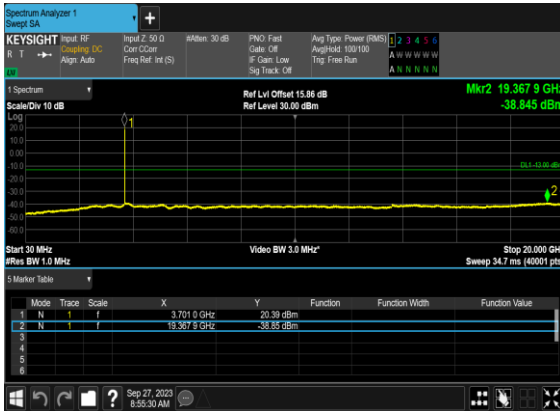 Spectrum Analyzer 1
Swept SA
+
KEYSIGHT Input: RF Input Z: 50 Ω #Atten: 30 dB PNO: Fast Avg Type: Power (RMS) 1 2 3 4 5 6
R T Coupling: DC Corr CCorr Gate: Off Avg|Hold: 100/100 A W W W W W
Align: Auto Freq Ref: Int (S) IF Gain: Low Trig: Free Run
LXI Sig Track: Off A N N N N N
1 Spectrum Ref Lvl Offset 15.86 dB Mkr2 19.367 9 GHz
Scale/Div 10 dB Ref Level 30.00 dBm -38.845 dBm
Log
20.0
10.0
0.00
-10.0
-20.0
-30.0
-40.0
-50.0
-60.0
1
DL1 -13.00 dBm
2
Start 30 MHz Video BW 3.0 MHz* Stop 20.000 GHz
#Res BW 1.0 MHz Sweep 34.7 ms (40001 pts)
5 Marker Table
Mode Trace Scale X Y Function Function Width Function Value
1 N 1 f 3.701 0 GHz 20.39 dBm
2 N 1 f 19.367 9 GHz -38.85 dBm
3
4
5
6
? Sep 27, 2023
8:55:30 AM